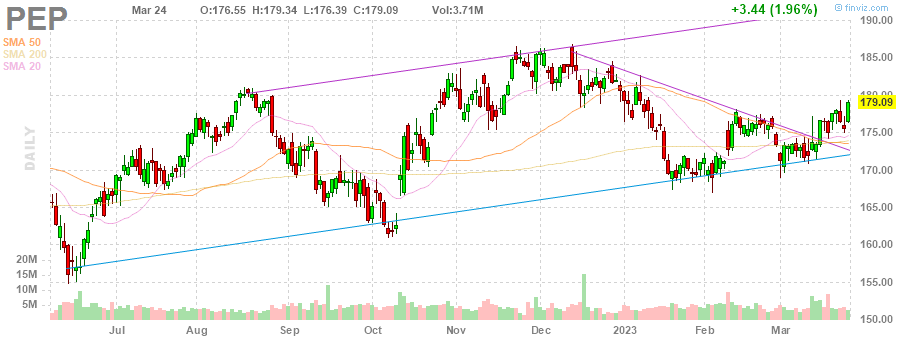 PEP
Mar 24 O:176.55 H:179.34 L:176.39 C:179.09 Vol:3.71M +3.44 (1.96%) © finviz.com
SMA 50
SMA 200
SMA 20
DAILY
190.00
185.00
180.00
179.09
175.00
170.00
165.00
160.00
155.00
150.00
20M
15M
10M
5M
Jul Aug Sep Oct Nov Dec 2023 Feb Mar